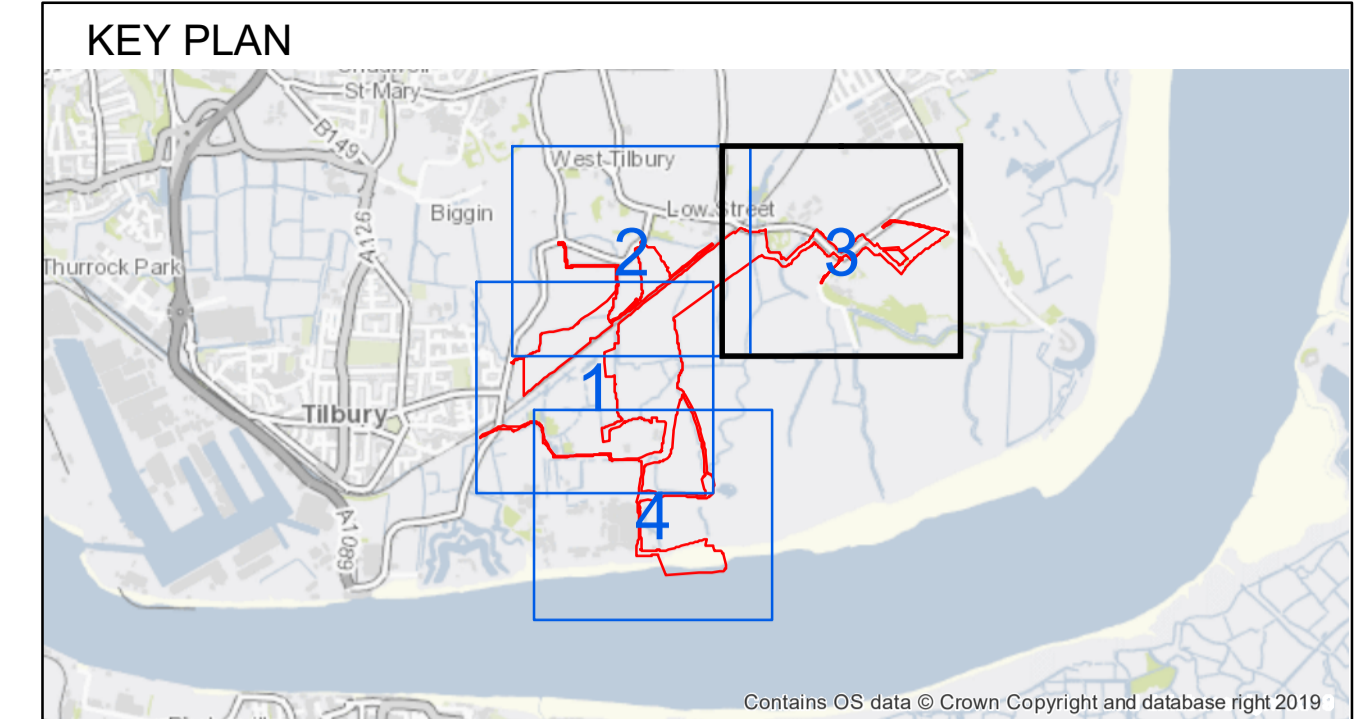 KEY PLAN
St Mary
B149
West Tilbury
A126
Biggin
Low Street
2
3
Thurrock Park
1
Tilbury
4
A1089
Contains OS data © Crown Copyright and database right 2019